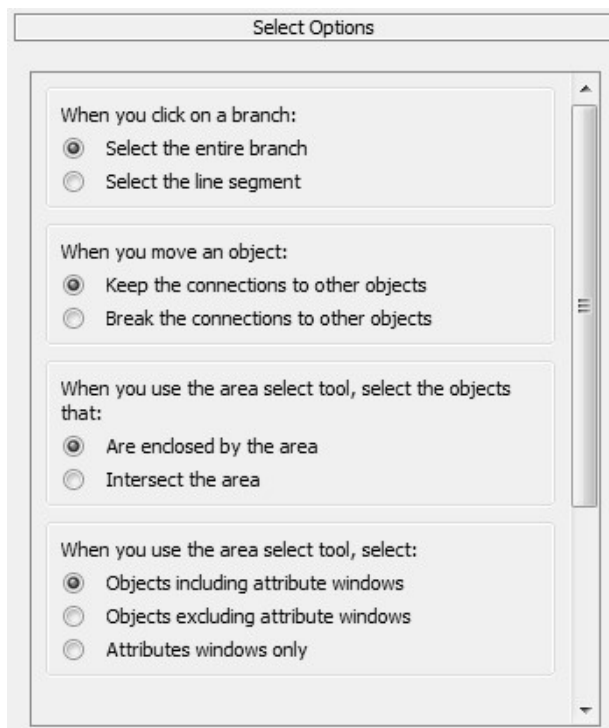 Select Options
When you click on a branch:
Select the entire branch
Select the line segment
When you move an object:
Keep the connections to other objects
Break the connections to other objects
When you use the area select tool, select the objects
that:
Are enclosed by the area
Intersect the area
When you use the area select tool, select:
Objects including attribute windows
Objects excluding attribute windows
Attributes windows only